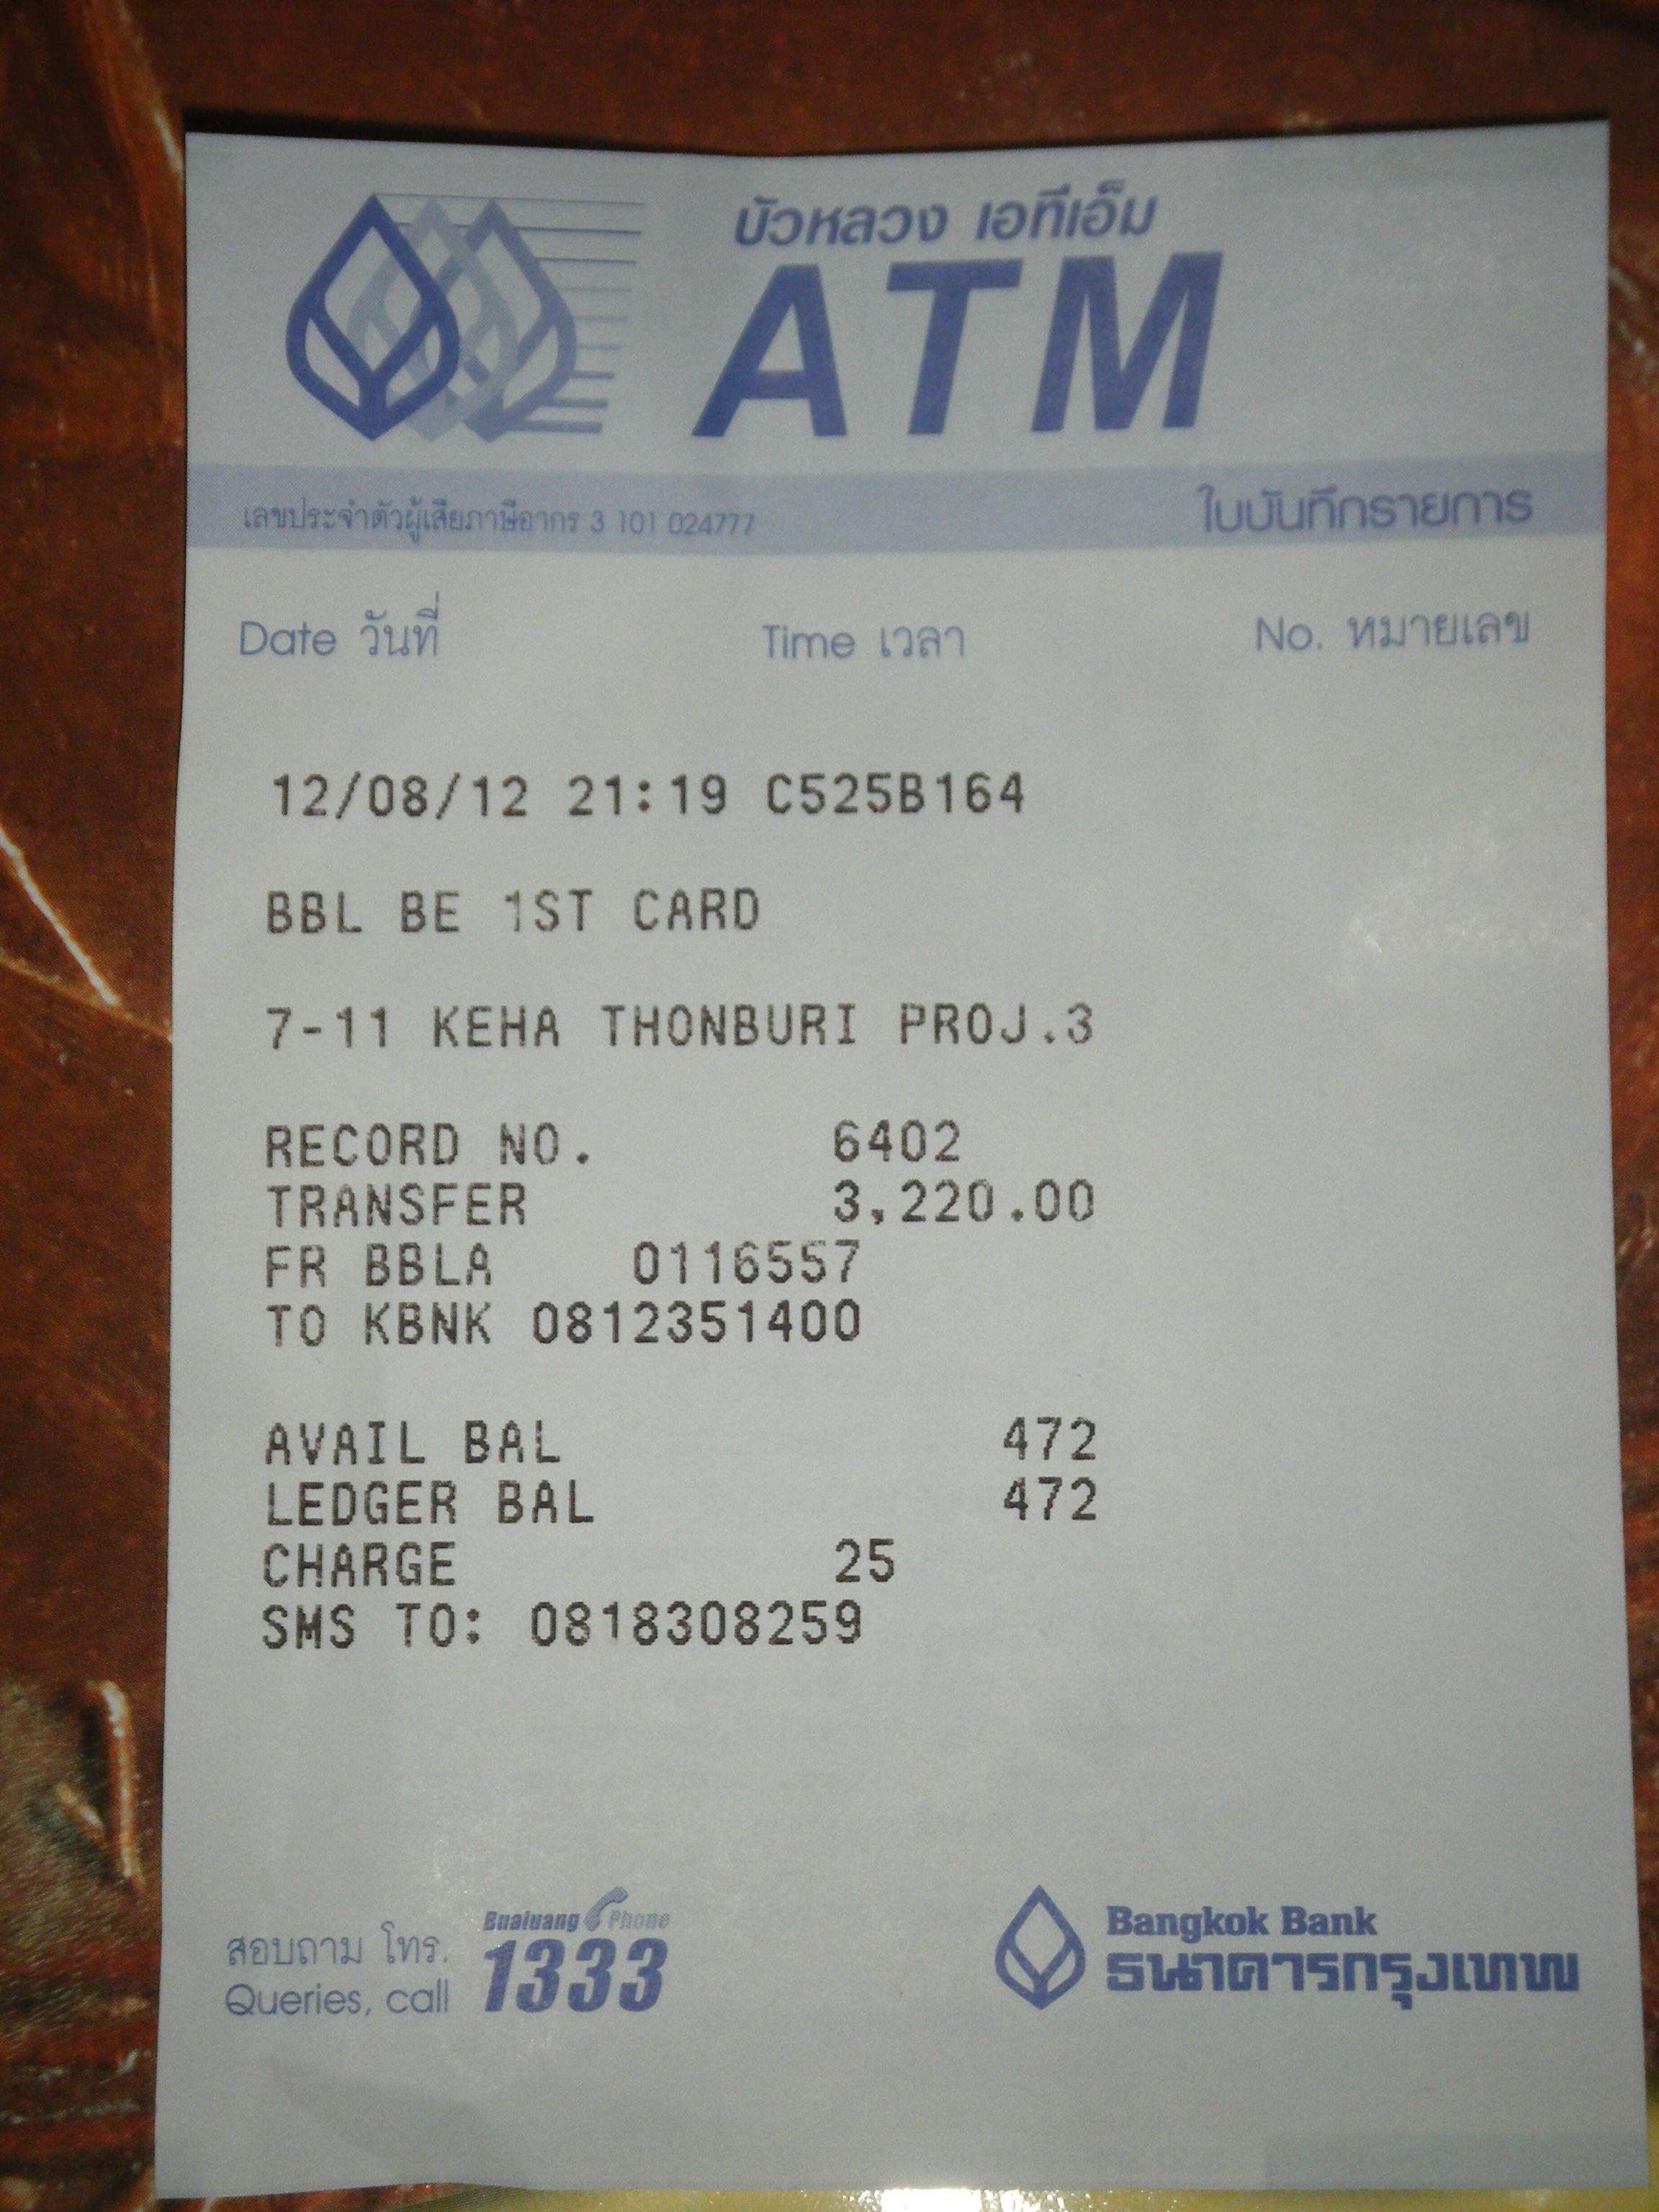 บัวหลวง เอทีเอ็ม
ATM
เลขประจำตัวผู้เสียภาษีอากร 3 101 024777 ใบบันทึกรายการ
Date วันที่ Time เวลา No. หมายเลข
12/08/12 21:19 C525B164
BBL BE 1ST CARD
7-11 KEHA THONBURI PROJ.3
RECORD NO. 6402
TRANSFER 3,220.00
FR BBLA 0116557
TO KBNK 0812351400
AVAIL BAL 472
LEDGER BAL 472
CHARGE 25
SMS TO: 0818308259
สอบถาม โทร.
Queries, call
Bualuang Phone
1333
Bangkok Bank
ธนาคารกรุงเทพ